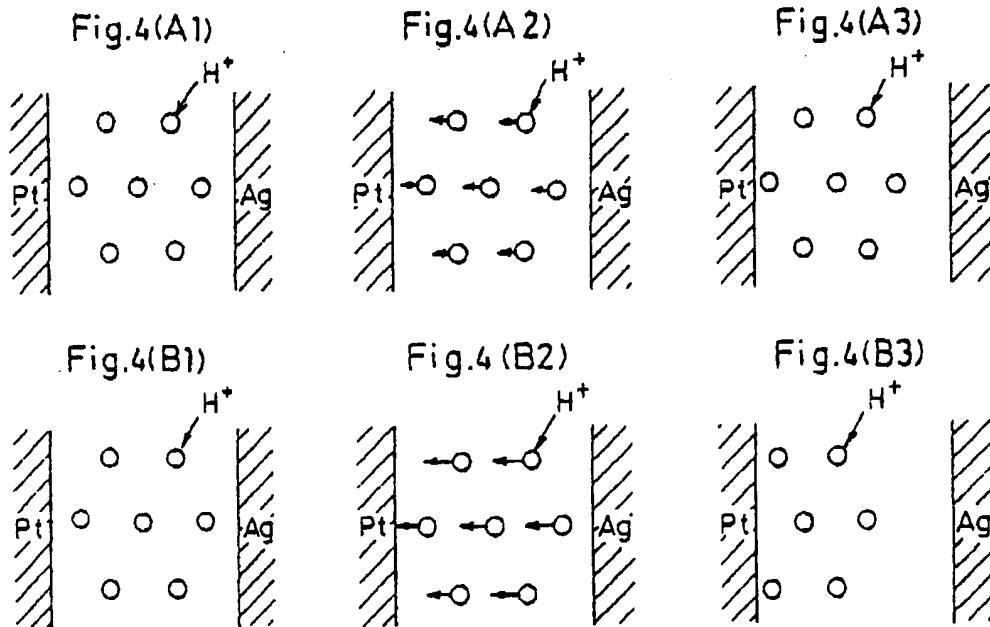 Fig.4(A1)
Fig.4(A2)
Fig.4(A3)
H+
H+
H+
Pt
Ag
Pt
Ag
Pt
Ag
Fig.4(B1)
Fig.4(B2)
Fig.4(B3)
H+
H+
H+
Pt
Ag
Pt
Ag
Pt
Ag